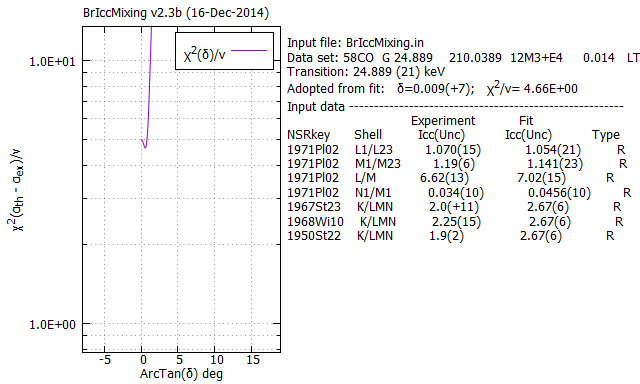 BrIccMixing v2.3b (16-Dec-2014)
χ²(δ)/ν
1.0E+01
1.0E+00
χ²(αth - αex)/ν
-5 0 5 10 15
ArcTan(δ) deg
Input file: BrIccMixing.in
Data set: 58CO G 24.889 210.0389 12M3+E4 0.014 LT
Transition: 24.889 (21) keV
Adopted from fit: δ=0.009(+7); χ²/ν= 4.66E+00
Input data ------------------------------------------------------
Experiment Fit
NSRkey Shell Icc(Unc) Icc(Unc) Type
1971Pl02 L1/L23 1.070(15) 1.054(21) R
1971Pl02 M1/M23 1.19(6) 1.141(23) R
1971Pl02 L/M 6.62(13) 7.02(15) R
1971Pl02 N1/M1 0.034(10) 0.0456(10) R
1967St23 K/LMN 2.0(+11) 2.67(6) R
1968Wi10 K/LMN 2.25(15) 2.67(6) R
1950St22 K/LMN 1.9(2) 2.67(6) R